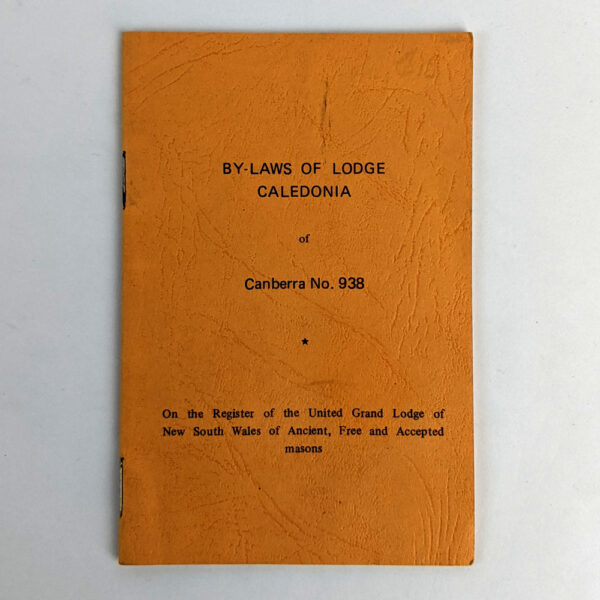 BY-LAWS OF LODGE
CALEDONIA
of
Canberra No. 938
On the Register of the United Grand Lodge of
New South Wales of Ancient, Free and Accepted
masons